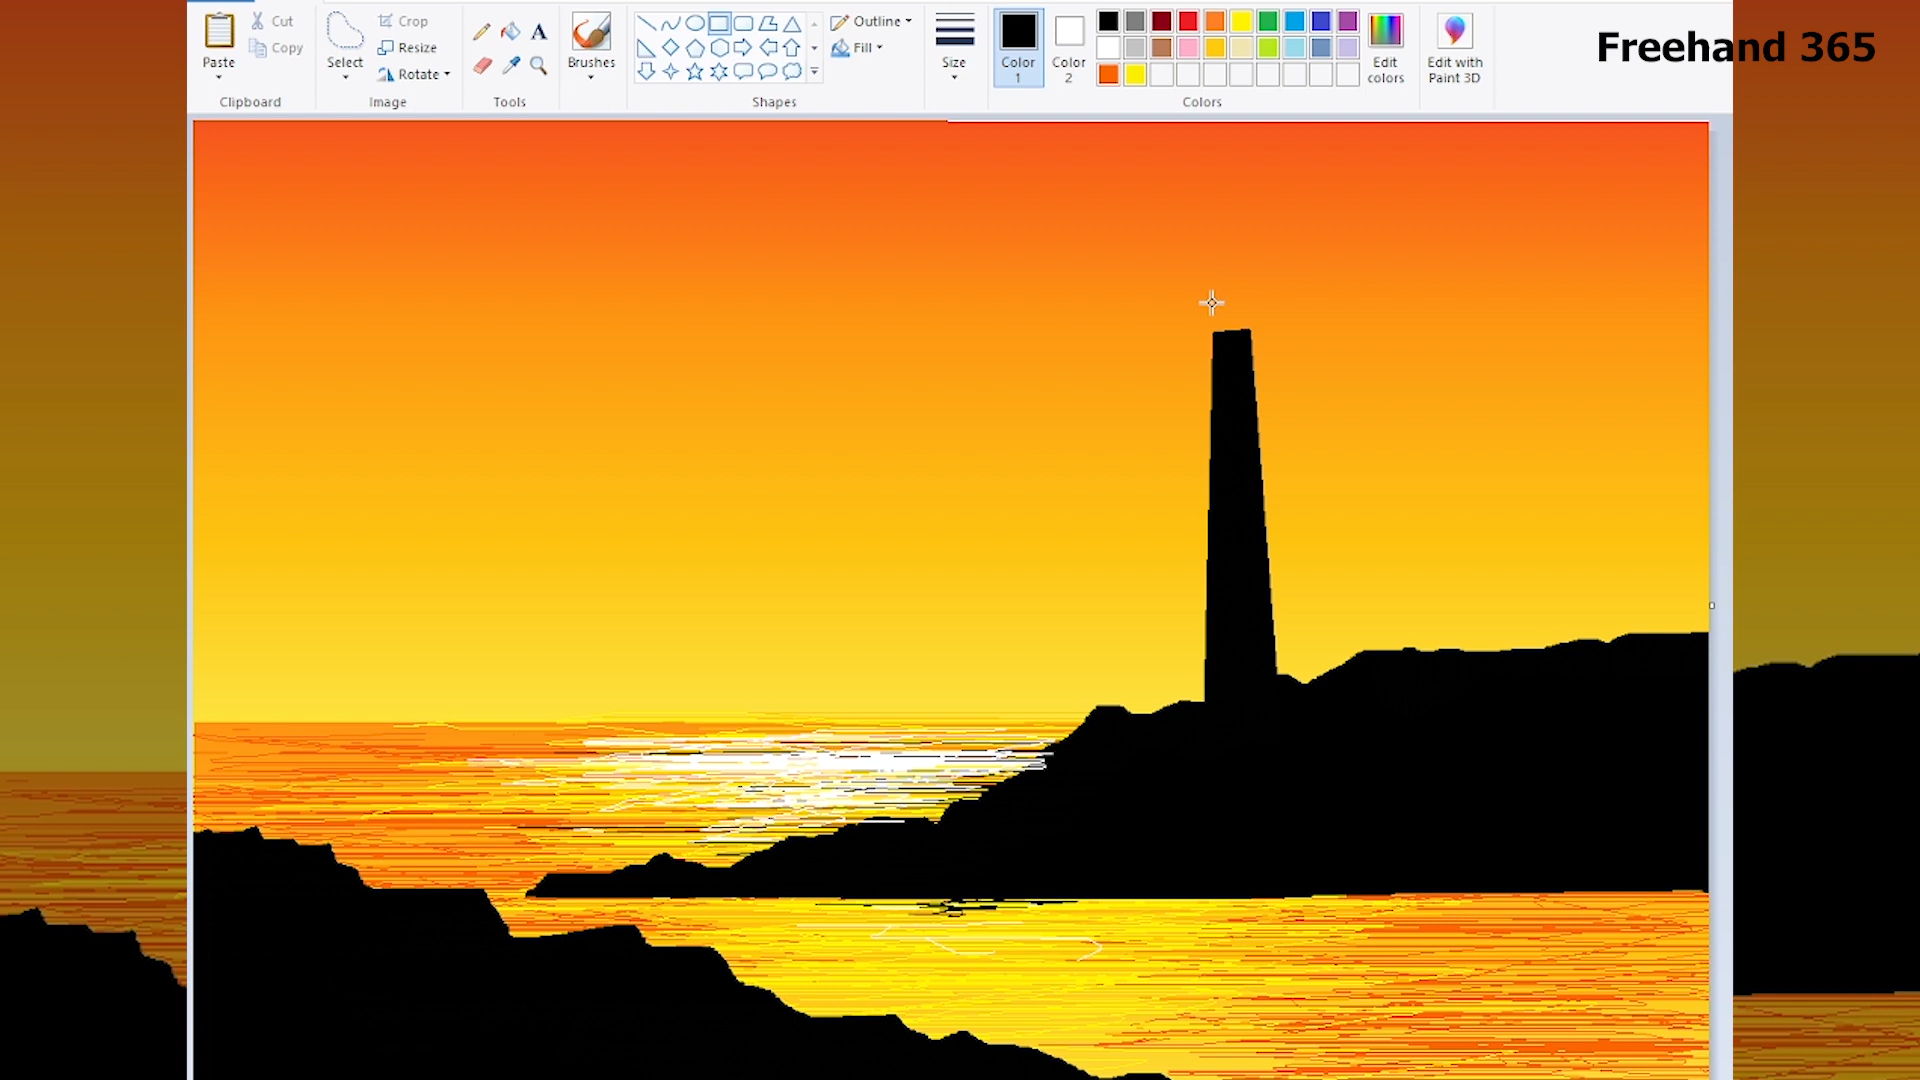 Paste
Cut
Copy
Clipboard
Select
Crop
Resize
Rotate
Image
A
Tools
Brushes
Shapes
Outline
Fill
Size
Color
1
Color
2
Colors
Edit
colors
Edit with
Paint 3D
Freehand 365